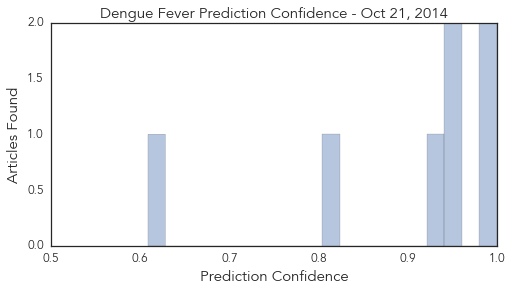 Dengue Fever Prediction Confidence - Oct 21, 2014
2.0
1.5
1.0
0.5
0.0
Articles Found
0.5 0.6 0.7 0.8 0.9 1.0
Prediction Confidence